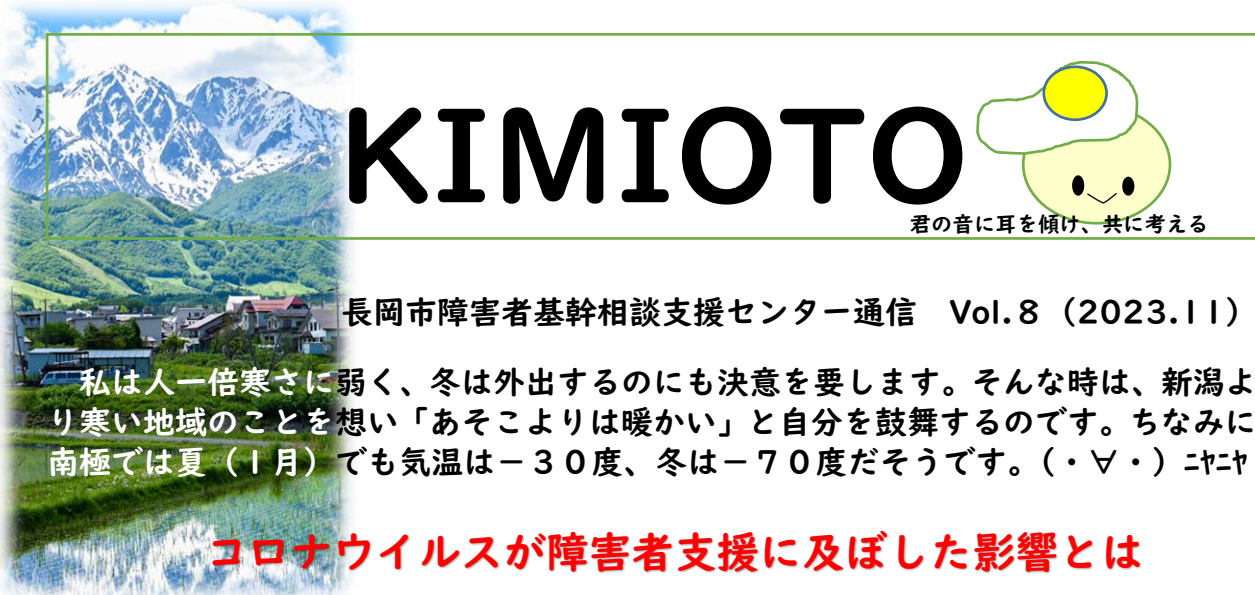 KIMIOTO
君の音に耳を傾け、共に考える
長岡市障害者基幹相談支援センター通信　Vol.8（2023.11）
　私は人一倍寒さに弱く、冬は外出するのにも決意を要します。そんな時は、新潟よ
り寒い地域のことを想い「あそこよりは暖かい」と自分を鼓舞するのです。ちなみに
南極では夏（1月）でも気温は－３０度、冬は－７０度だそうです。(・∀・) ﾆﾔﾆﾔ
コロナウイルスが障害者支援に及ぼした影響とは